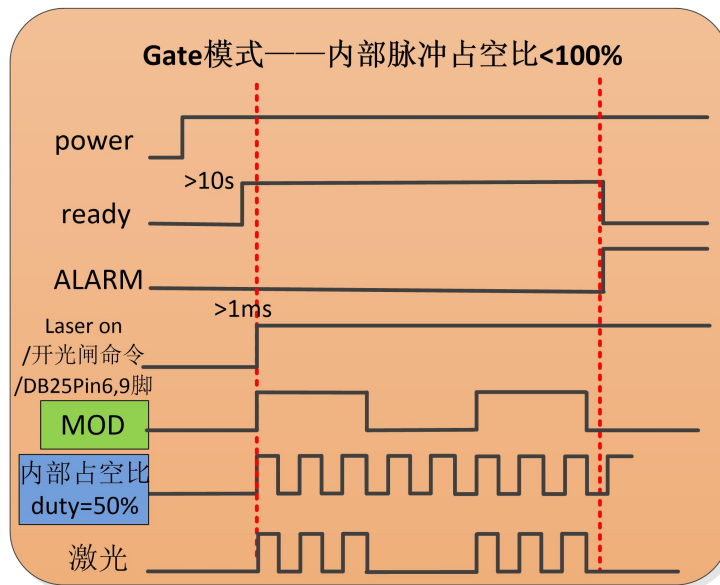 Gate模式——内部脉冲占空比<100%
power
>10s
ready
ALARM
>1ms
Laser on
/开光闸命令
/DB25Pin6,9脚
MOD
内部占空比
duty=50%
激光